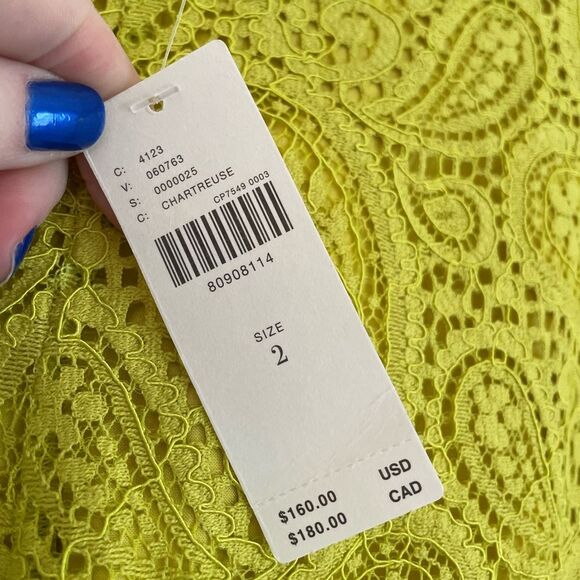 C: 4123
V: 060763
S: 0000025
C: CHARTREUSE
CP7549 0003
80908114
SIZE
2
$160.00 USD
$180.00 CAD